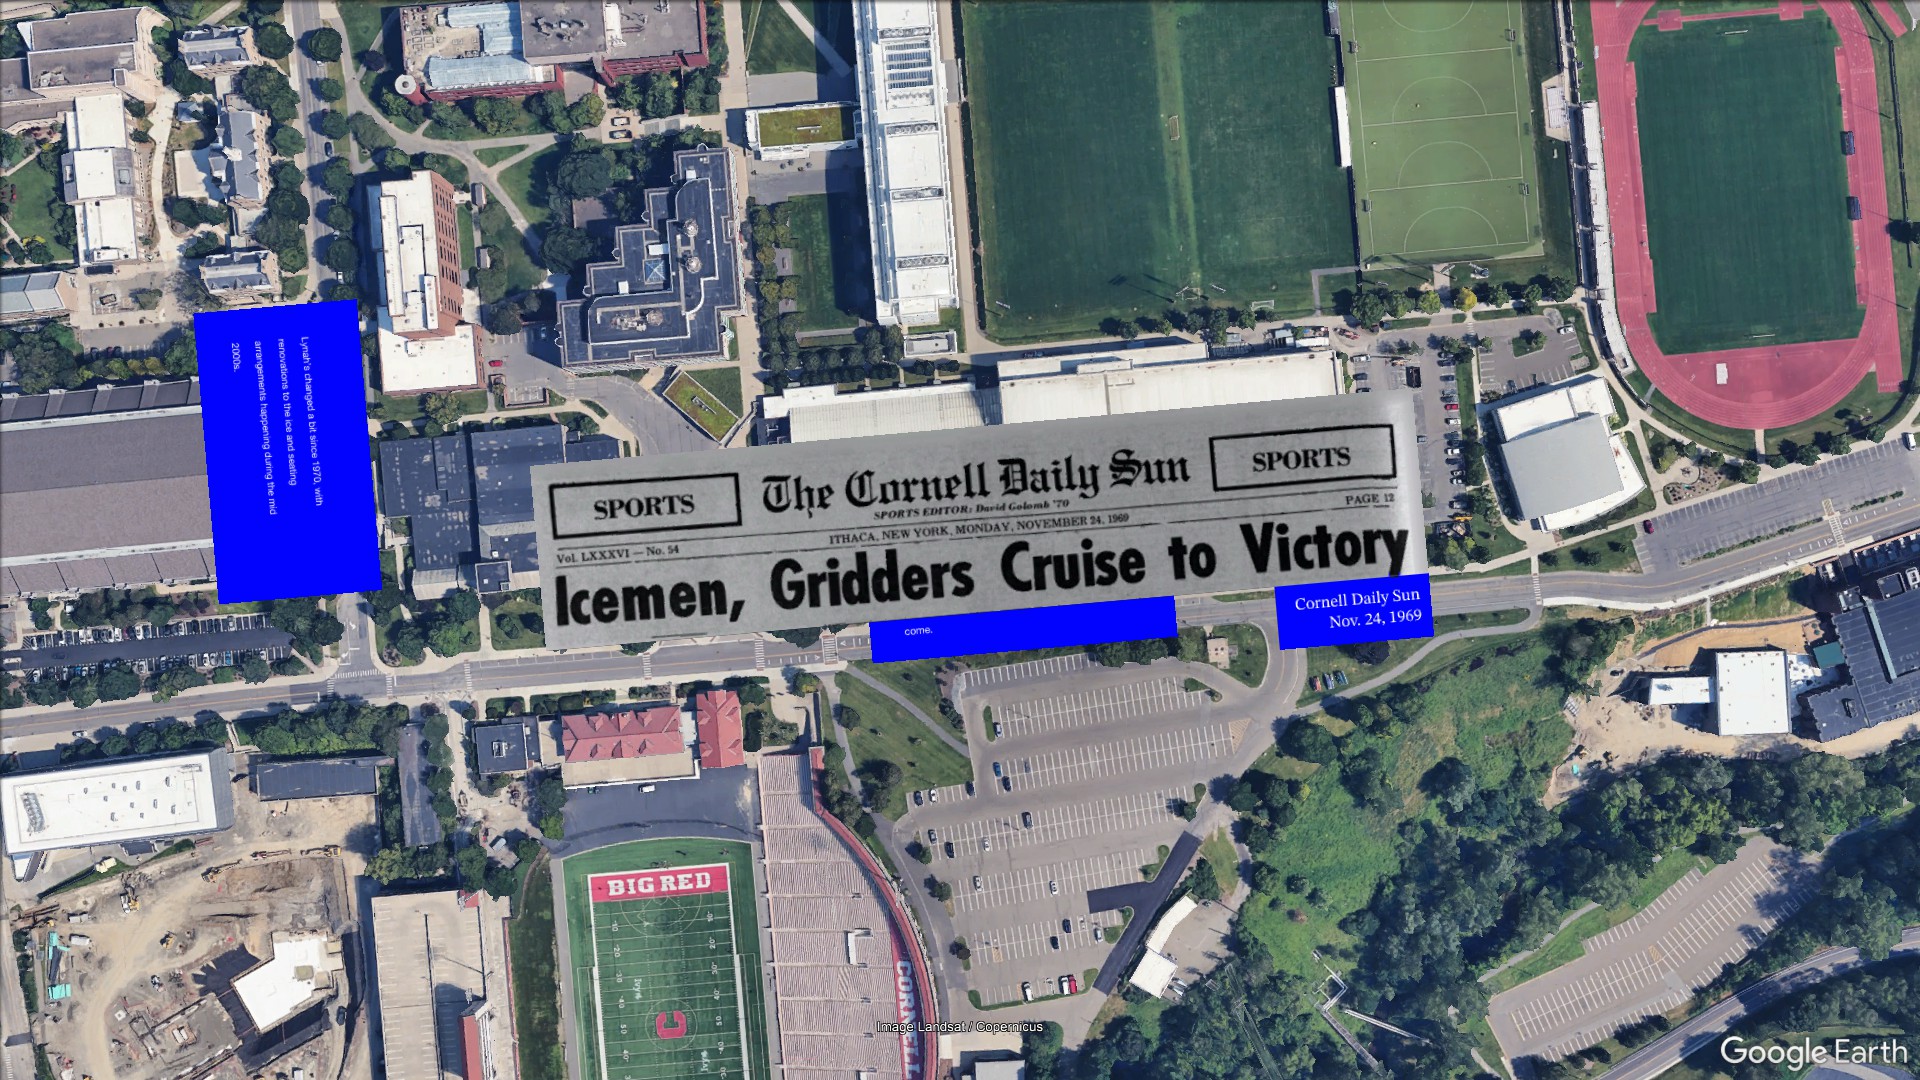 Lynah's changed a bit since 1970, with
renovations to the ice and seating
arrangements happening during the mid
2000s.
SPORTS
The Cornell Daily Sun
SPORTS
SPORTS EDITOR: David Golomb '70
Vol. LXXXVI — No. 54
ITHACA, NEW YORK, MONDAY, NOVEMBER 24, 1969
PAGE 12
Icemen, Gridders Cruise to Victory
come.
Cornell Daily Sun
Nov. 24, 1969
BIG RED
C
CORNELL
Image Landsat / Copernicus
Google Earth